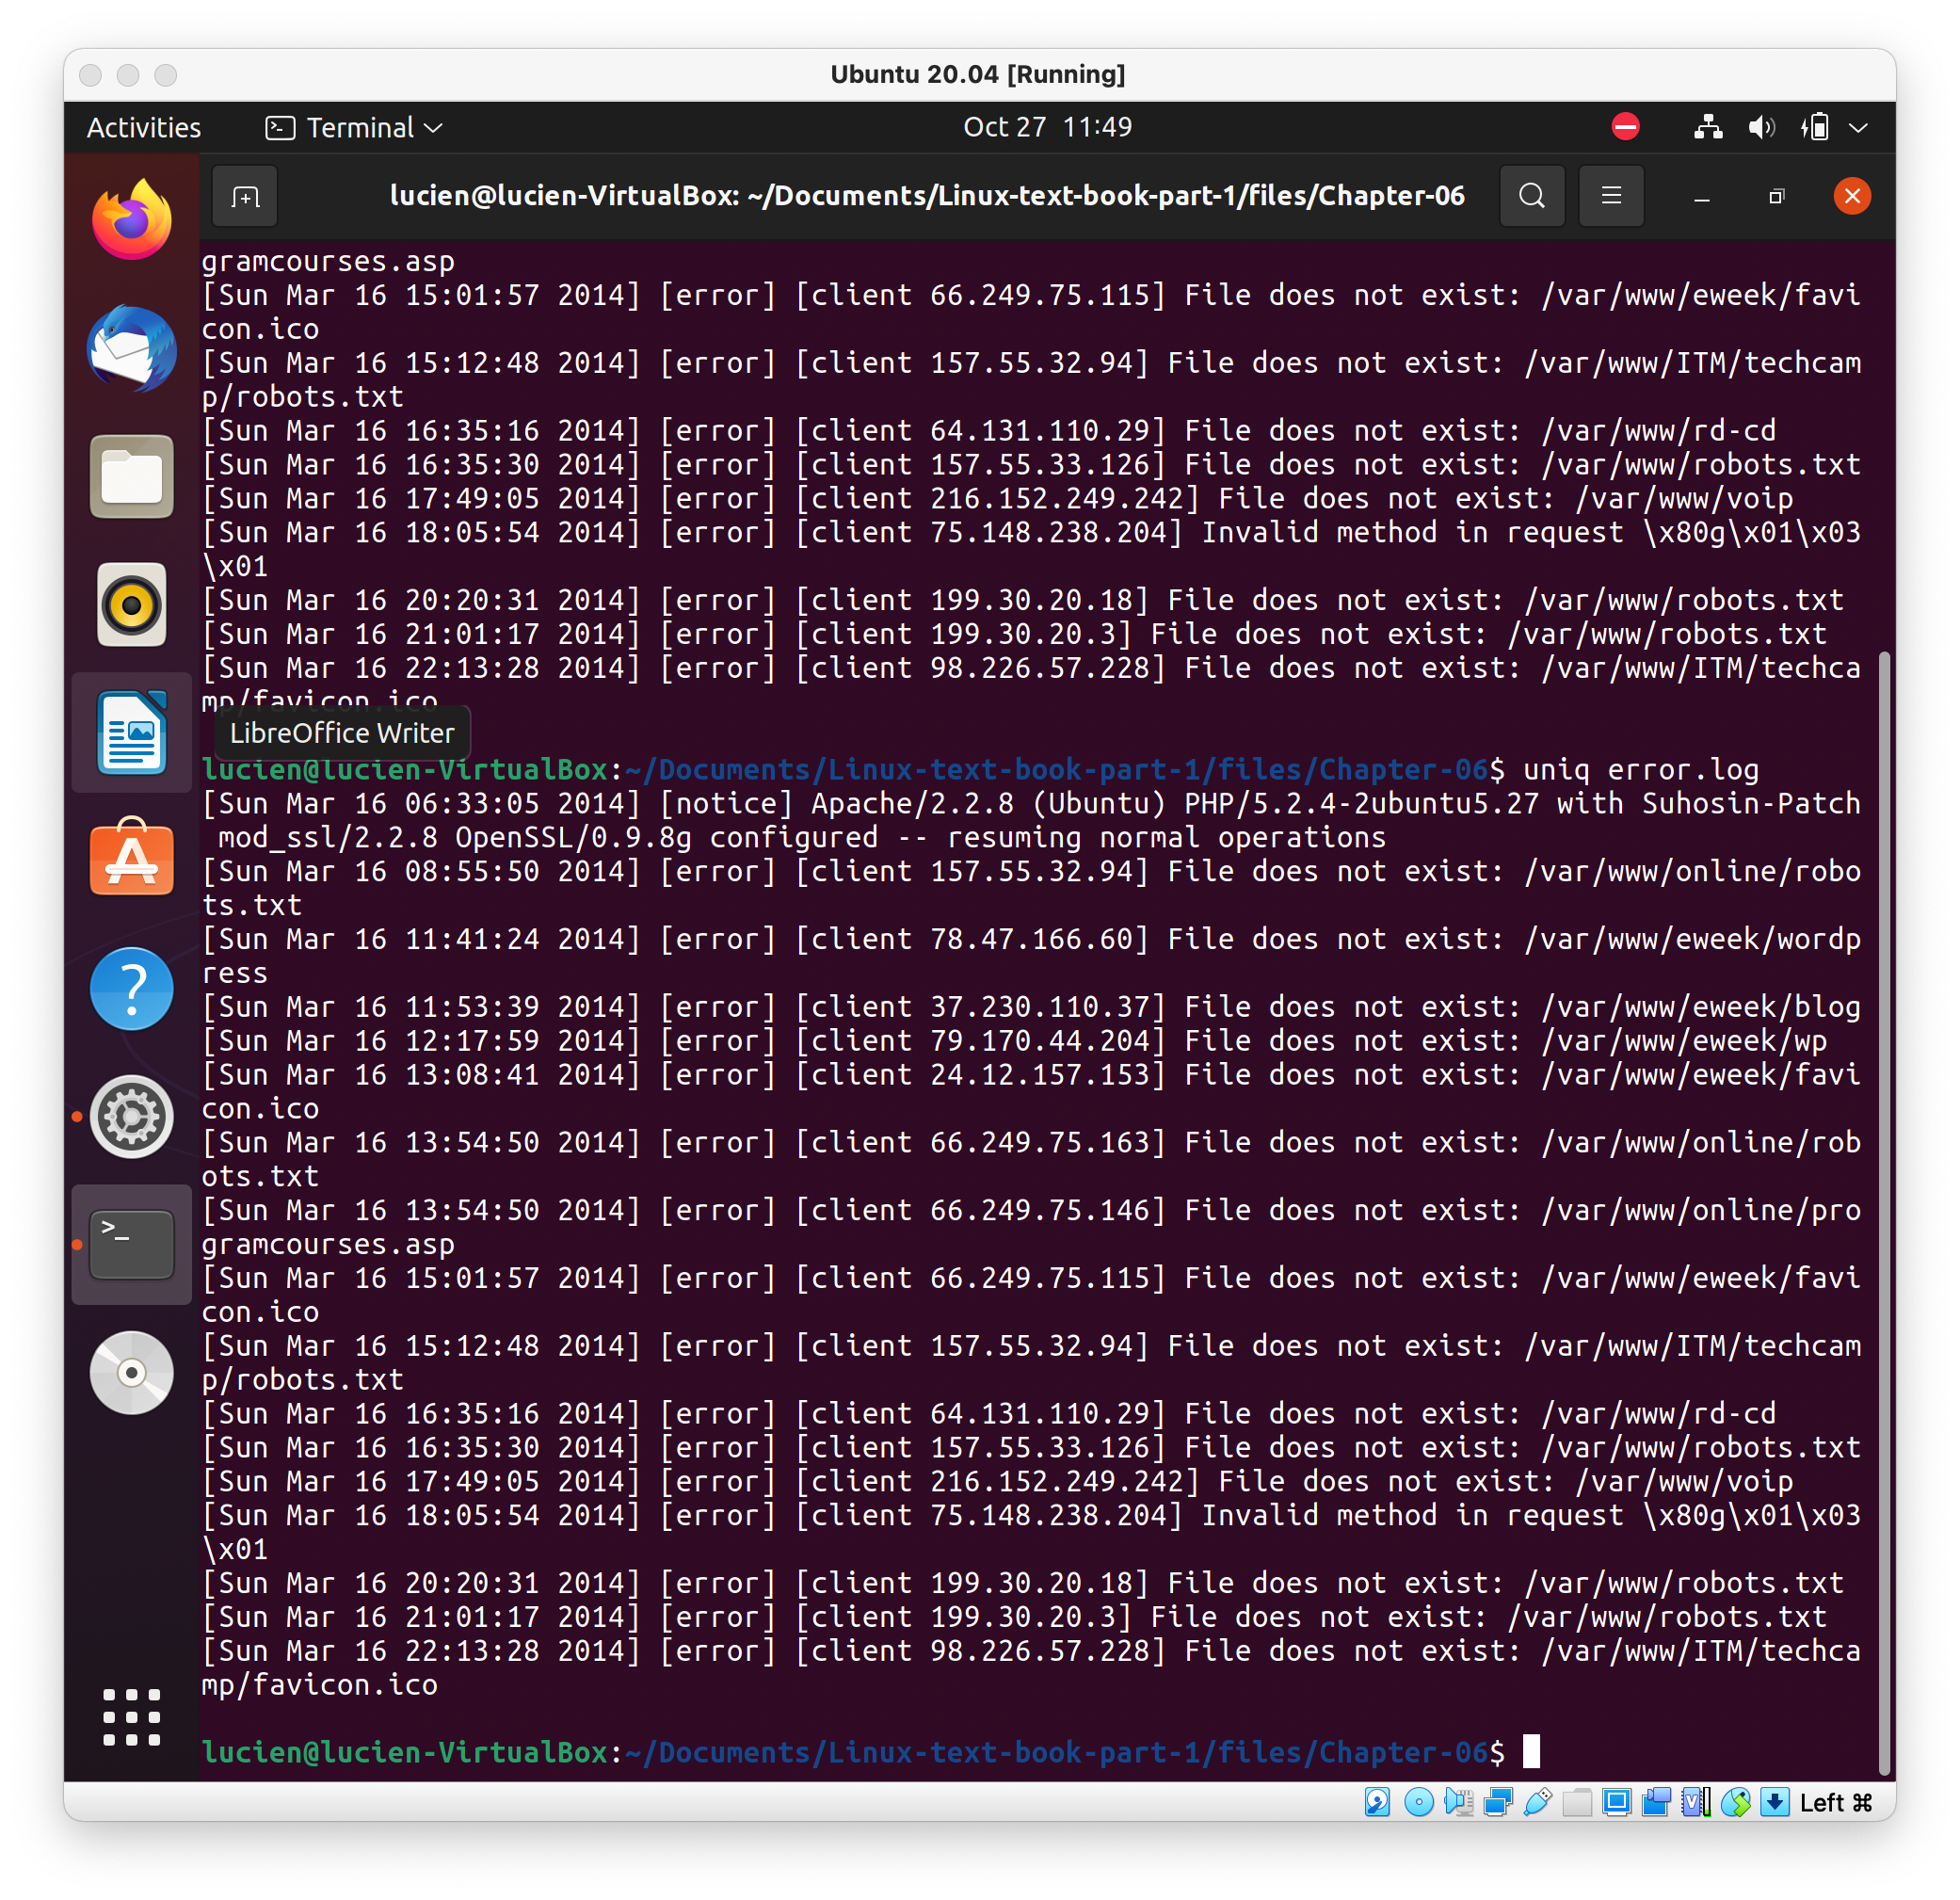 Ubuntu 20.04 [Running]
Activities
Terminal
Oct 27 11:49
lucien@lucien-VirtualBox: ~/Documents/Linux-text-book-part-1/files/Chapter-06
gramcourses.asp
[Sun Mar 16 15:01:57 2014] [error] [client 66.249.75.115] File does not exist: /var/www/eweek/favi
con.ico
[Sun Mar 16 15:12:48 2014] [error] [client 157.55.32.94] File does not exist: /var/www/ITM/techcam
p/robots.txt
[Sun Mar 16 16:35:16 2014] [error] [client 64.131.110.29] File does not exist: /var/www/rd-cd
[Sun Mar 16 16:35:30 2014] [error] [client 157.55.33.126] File does not exist: /var/www/robots.txt
[Sun Mar 16 17:49:05 2014] [error] [client 216.152.249.242] File does not exist: /var/www/voip
[Sun Mar 16 18:05:54 2014] [error] [client 75.148.238.204] Invalid method in request \x80g\x01\x03
\x01
[Sun Mar 16 20:20:31 2014] [error] [client 199.30.20.18] File does not exist: /var/www/robots.txt
[Sun Mar 16 21:01:17 2014] [error] [client 199.30.20.3] File does not exist: /var/www/robots.txt
[Sun Mar 16 22:13:28 2014] [error] [client 98.226.57.228] File does not exist: /var/www/ITM/techca
mp/favicon.ico
LibreOffice Writer
lucien@lucien-VirtualBox:~/Documents/Linux-text-book-part-1/files/Chapter-06$ uniq error.log
[Sun Mar 16 06:33:05 2014] [notice] Apache/2.2.8 (Ubuntu) PHP/5.2.4-2ubuntu5.27 with Suhosin-Patch
 mod_ssl/2.2.8 OpenSSL/0.9.8g configured -- resuming normal operations
[Sun Mar 16 08:55:50 2014] [error] [client 157.55.32.94] File does not exist: /var/www/online/robo
ts.txt
[Sun Mar 16 11:41:24 2014] [error] [client 78.47.166.60] File does not exist: /var/www/eweek/wordp
ress
[Sun Mar 16 11:53:39 2014] [error] [client 37.230.110.37] File does not exist: /var/www/eweek/blog
[Sun Mar 16 12:17:59 2014] [error] [client 79.170.44.204] File does not exist: /var/www/eweek/wp
[Sun Mar 16 13:08:41 2014] [error] [client 24.12.157.153] File does not exist: /var/www/eweek/favi
con.ico
[Sun Mar 16 13:54:50 2014] [error] [client 66.249.75.163] File does not exist: /var/www/online/rob
ots.txt
[Sun Mar 16 13:54:50 2014] [error] [client 66.249.75.146] File does not exist: /var/www/online/pro
gramcourses.asp
[Sun Mar 16 15:01:57 2014] [error] [client 66.249.75.115] File does not exist: /var/www/eweek/favi
con.ico
[Sun Mar 16 15:12:48 2014] [error] [client 157.55.32.94] File does not exist: /var/www/ITM/techcam
p/robots.txt
[Sun Mar 16 16:35:16 2014] [error] [client 64.131.110.29] File does not exist: /var/www/rd-cd
[Sun Mar 16 16:35:30 2014] [error] [client 157.55.33.126] File does not exist: /var/www/robots.txt
[Sun Mar 16 17:49:05 2014] [error] [client 216.152.249.242] File does not exist: /var/www/voip
[Sun Mar 16 18:05:54 2014] [error] [client 75.148.238.204] Invalid method in request \x80g\x01\x03
\x01
[Sun Mar 16 20:20:31 2014] [error] [client 199.30.20.18] File does not exist: /var/www/robots.txt
[Sun Mar 16 21:01:17 2014] [error] [client 199.30.20.3] File does not exist: /var/www/robots.txt
[Sun Mar 16 22:13:28 2014] [error] [client 98.226.57.228] File does not exist: /var/www/ITM/techca
mp/favicon.ico
lucien@lucien-VirtualBox:~/Documents/Linux-text-book-part-1/files/Chapter-06$
Left ⌘